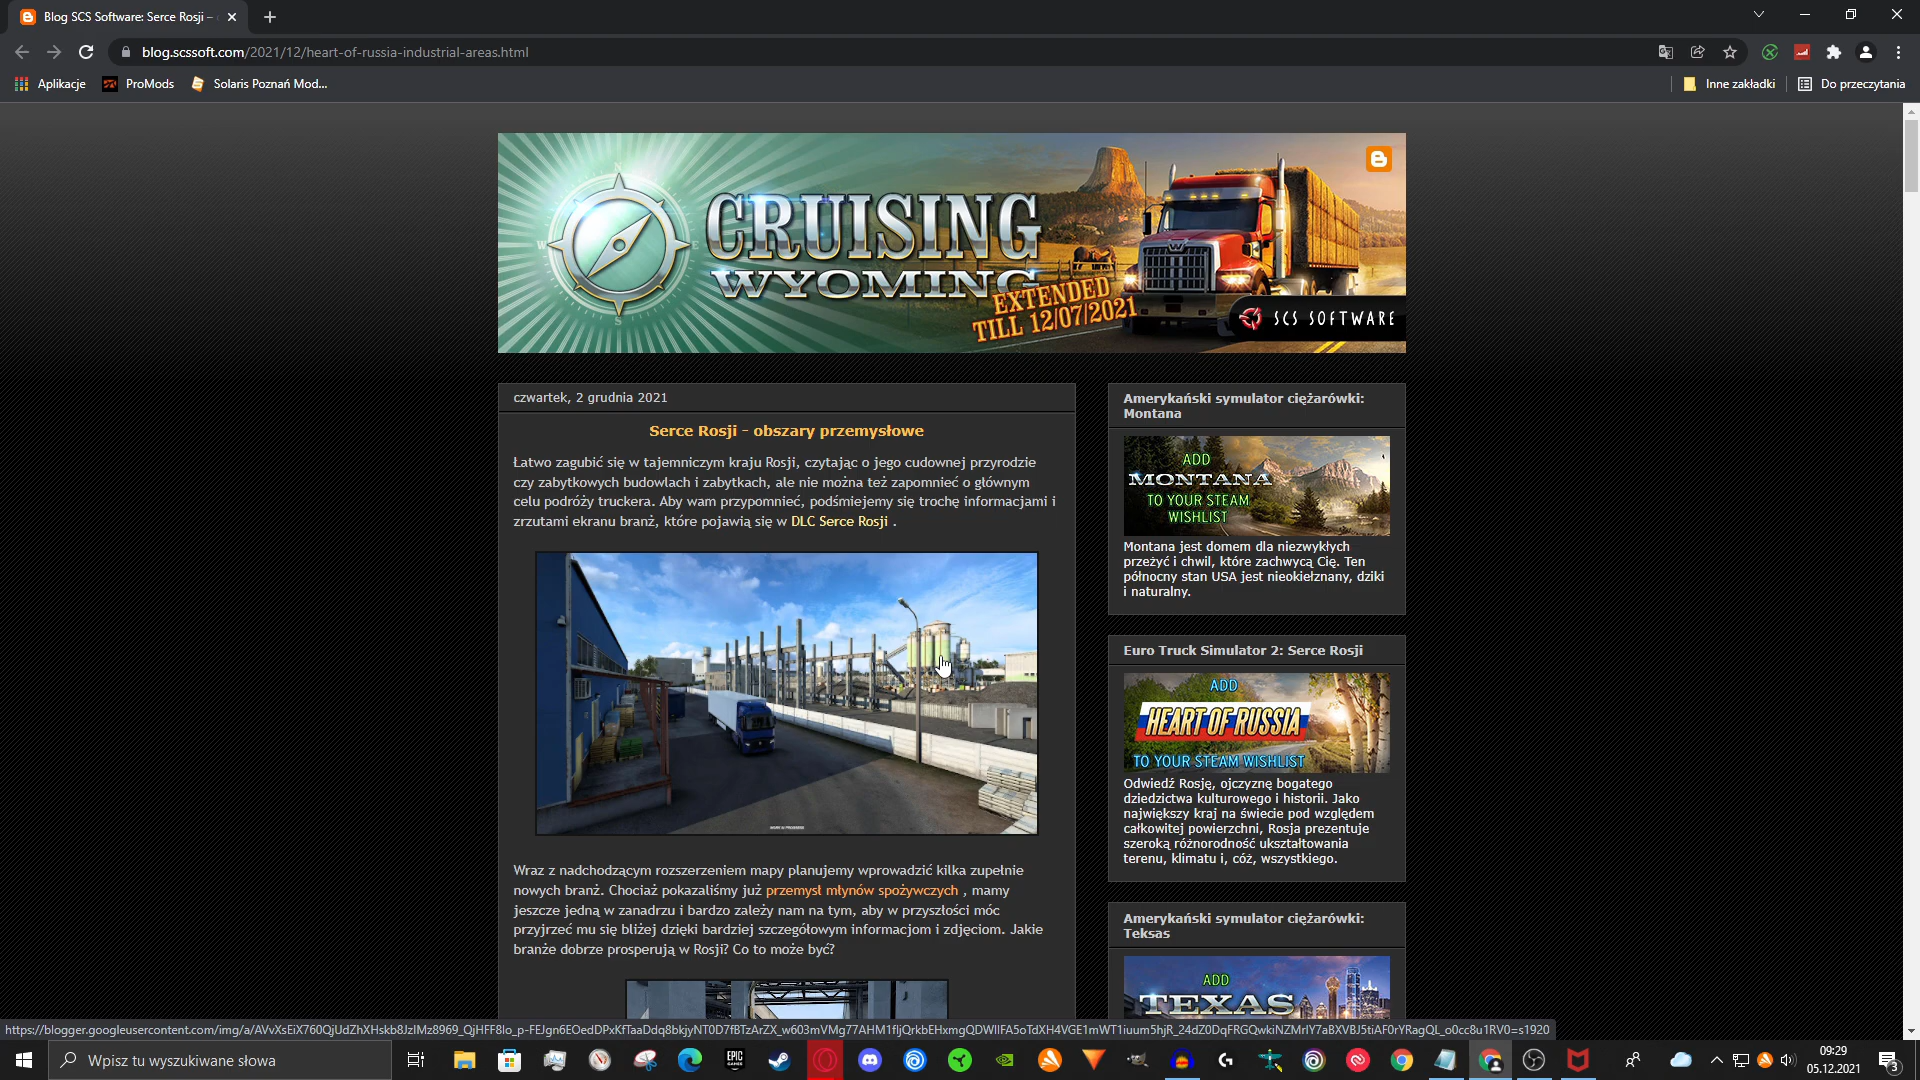 Blog SCS Software: Serce Rosji –
blog.scssoft.com/2021/12/heart-of-russia-industrial-areas.html
Aplikacje
ProMods
Solaris Poznań Mod...
Inne zakładki
Do przeczytania
CRUISING
WYOMING
EXTENDED
TILL 12/07/2021
SCS SOFTWARE
czwartek, 2 grudnia 2021
Serce Rosji - obszary przemysłowe
Łatwo zagubić się w tajemniczym kraju Rosji, czytając o jego cudownej przyrodzie
czy zabytkowych budowlach i zabytkach, ale nie można też zapomnieć o głównym
celu podróży truckera. Aby wam przypomnieć, podśmiejemy się trochę informacjami i
zrzutami ekranu branż, które pojawią się w DLC Serce Rosji .
WORK IN PROGRESS
Wraz z nadchodzącym rozszerzeniem mapy planujemy wprowadzić kilka zupełnie
nowych branż. Chociaż pokazaliśmy już przemysł młynów spożywczych , mamy
jeszcze jedną w zanadrzu i bardzo zależy nam na tym, aby w przyszłości móc
przyjrzeć mu się bliżej dzięki bardziej szczegółowym informacjom i zdjęciom. Jakie
branże dobrze prosperują w Rosji? Co to może być?
Amerykański symulator ciężarówki:
Montana
ADD
MONTANA
TO YOUR STEAM
WISHLIST
Montana jest domem dla niezwykłych
przeżyć i chwil, które zachwycą Cię. Ten
północny stan USA jest nieokiełznany, dziki
i naturalny.
Euro Truck Simulator 2: Serce Rosji
ADD
HEART OF RUSSIA
TO YOUR STEAM WISHLIST
Odwiedź Rosję, ojczyznę bogatego
dziedzictwa kulturowego i historii. Jako
największy kraj na świecie pod względem
całkowitej powierzchni, Rosja prezentuje
szeroką różnorodność ukształtowania
terenu, klimatu i, cóż, wszystkiego.
Amerykański symulator ciężarówki:
Teksas
ADD
TEXAS
Wpisz tu wyszukiwane słowa
EPIC
GAMES
09:29
05.12.2021
3